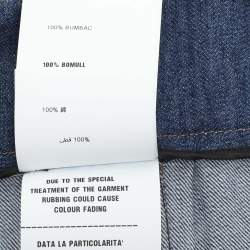 100% BUMBAC
100% BOMULL
100% 綿
100% قطن
DUE TO THE SPECIAL
TREATMENT OF THE GARMENT
RUBBING COULD CAUSE
COLOUR FADING
DATA LA PARTICOLARITA'